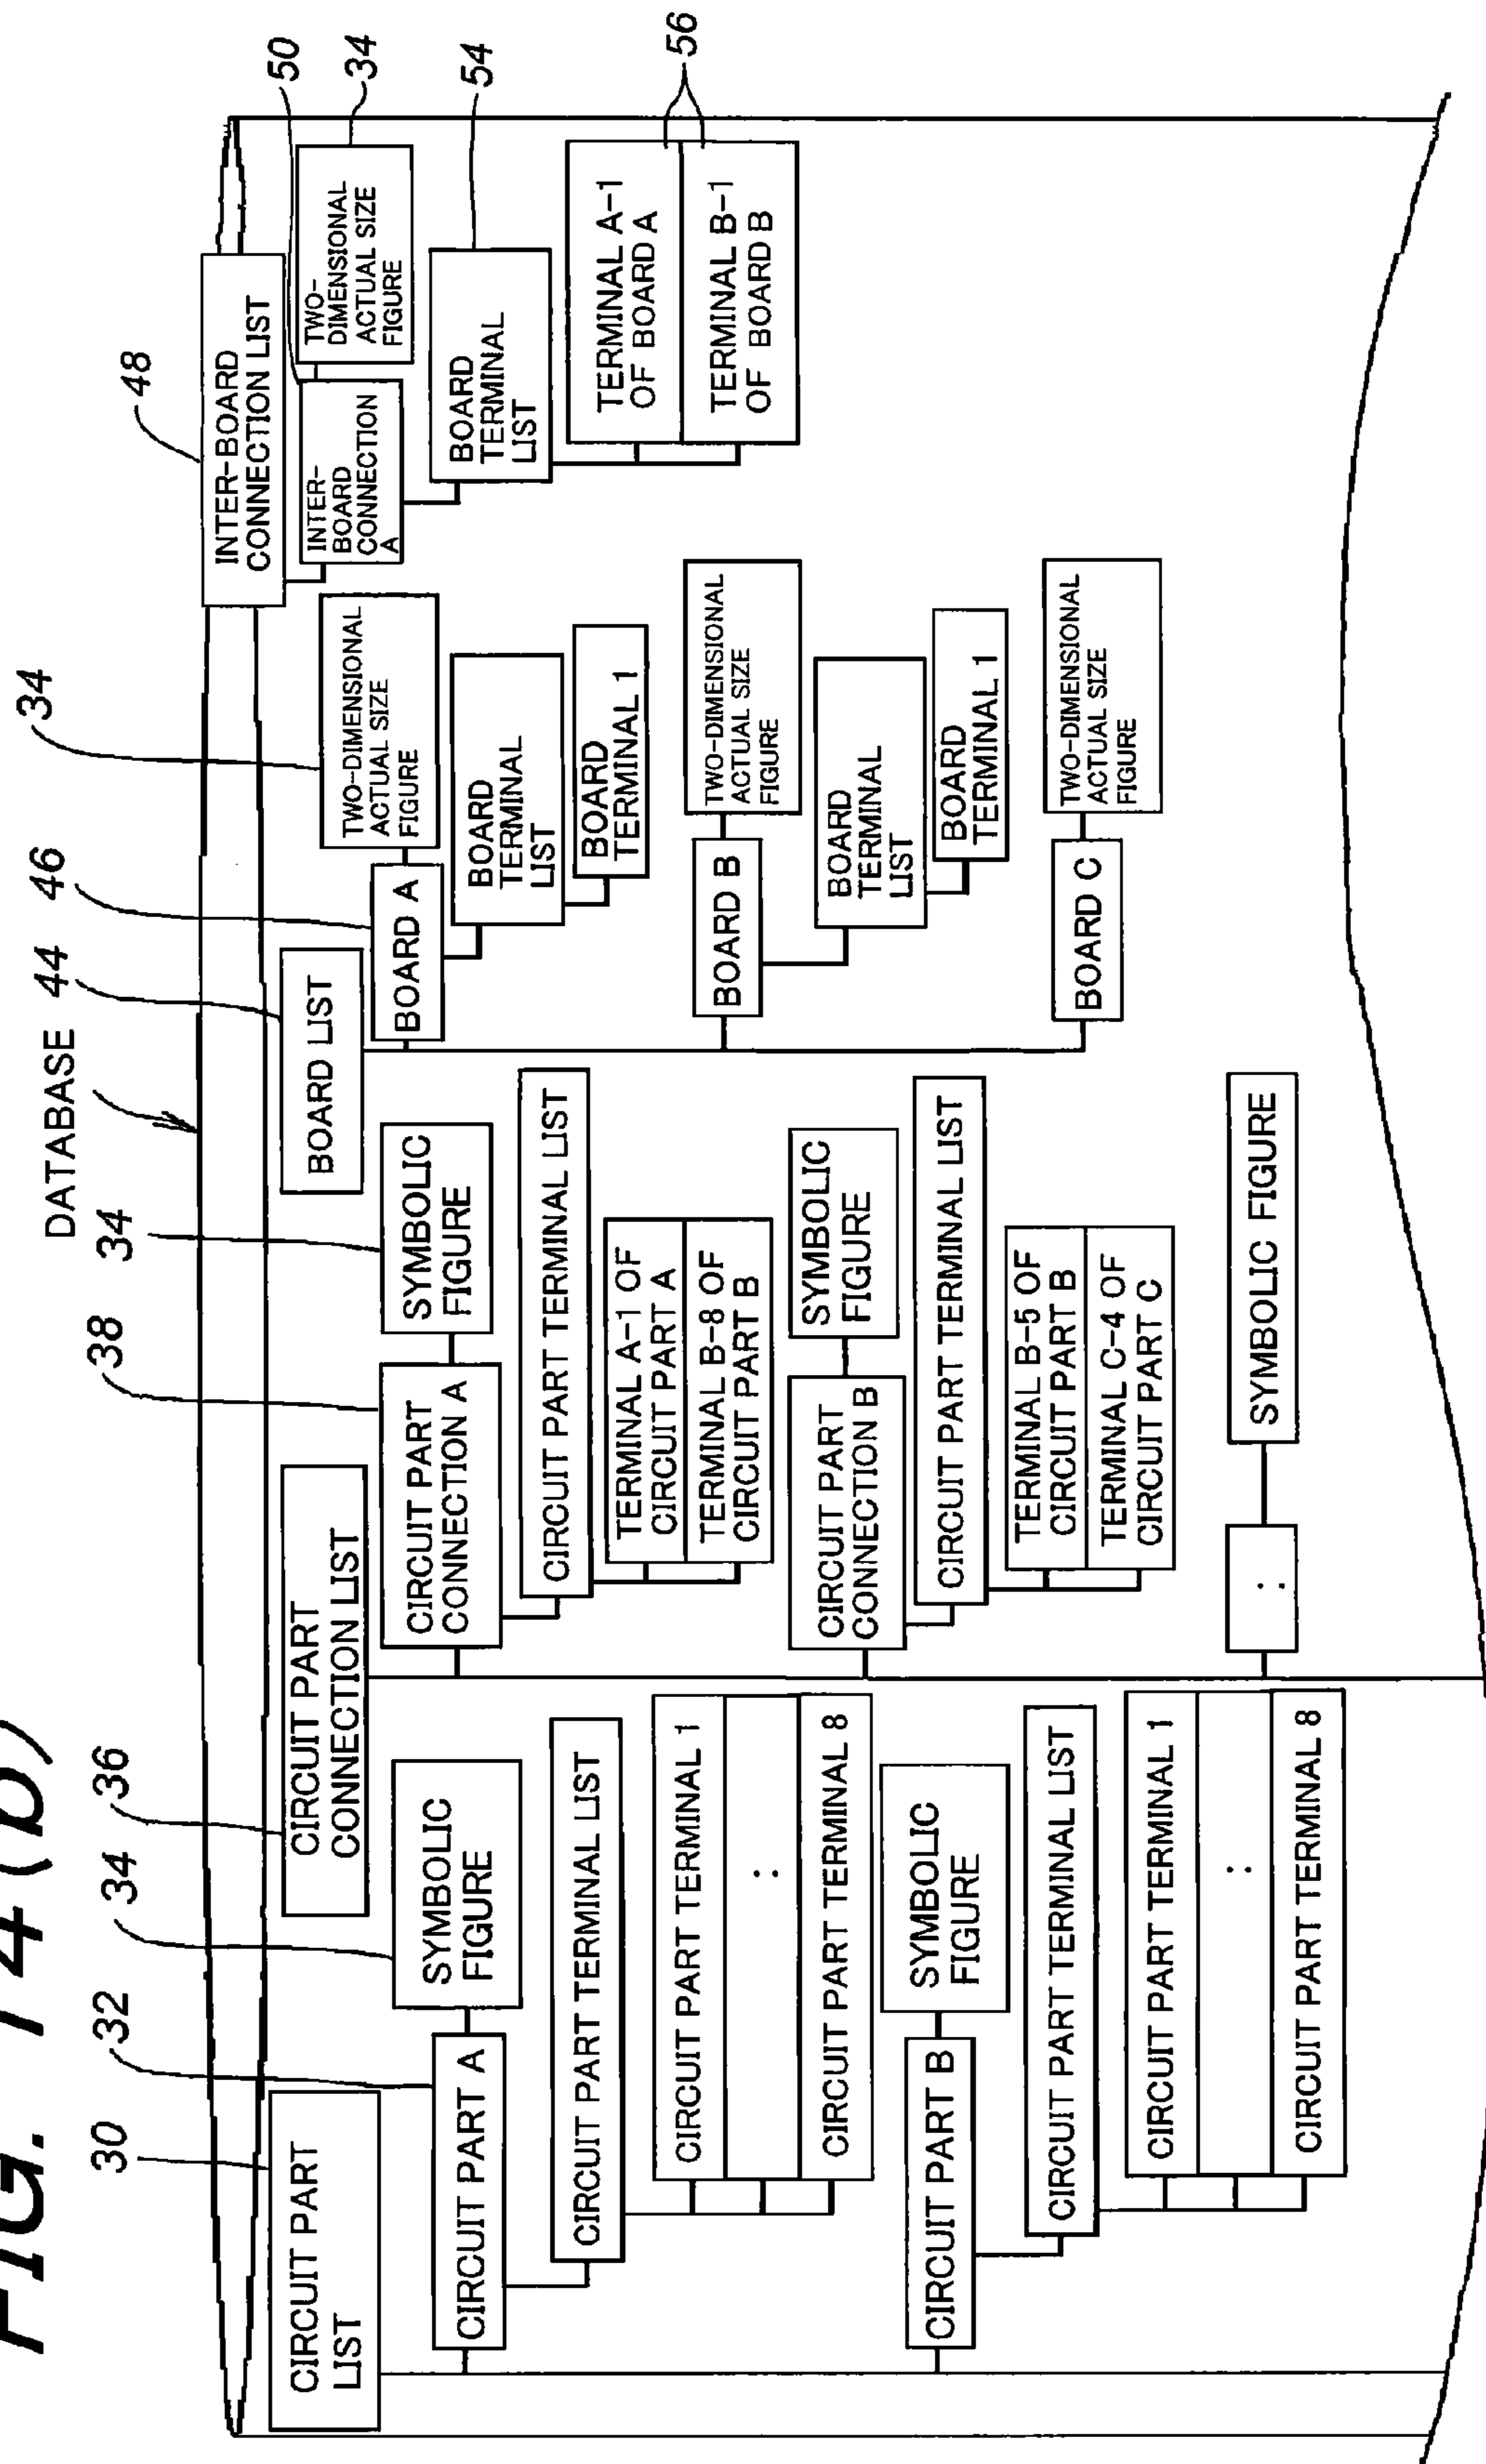 FIG. 14(b)
DATABASE
30
32
34
36
38
34
44
46
34
48
50
34
54
56
CIRCUIT PART
LIST
CIRCUIT PART A
SYMBOLIC
FIGURE
CIRCUIT PART TERMINAL LIST
CIRCUIT PART TERMINAL 1
:
CIRCUIT PART TERMINAL 8
CIRCUIT PART B
SYMBOLIC
FIGURE
CIRCUIT PART TERMINAL LIST
CIRCUIT PART TERMINAL 1
:
CIRCUIT PART TERMINAL 8
CIRCUIT PART
CONNECTION LIST
CIRCUIT PART
CONNECTION A
SYMBOLIC
FIGURE
CIRCUIT PART TERMINAL LIST
TERMINAL A-1 OF
CIRCUIT PART A
TERMINAL B-8 OF
CIRCUIT PART B
CIRCUIT PART
CONNECTION B
SYMBOLIC
FIGURE
CIRCUIT PART TERMINAL LIST
TERMINAL B-5 OF
CIRCUIT PART B
TERMINAL C-4 OF
CIRCUIT PART C
:
SYMBOLIC FIGURE
BOARD LIST
BOARD A
TWO-DIMENSIONAL
ACTUAL SIZE
FIGURE
BOARD
TERMINAL
LIST
BOARD
TERMINAL 1
BOARD B
TWO-DIMENSIONAL
ACTUAL SIZE
FIGURE
BOARD
TERMINAL
LIST
BOARD
TERMINAL 1
BOARD C
TWO-DIMENSIONAL
ACTUAL SIZE
FIGURE
INTER-BOARD
CONNECTION LIST
INTER-
BOARD
CONNECTION
A
TWO-
DIMENSIONAL
ACTUAL SIZE
FIGURE
BOARD
TERMINAL
LIST
TERMINAL A-1
OF BOARD A
TERMINAL B-1
OF BOARD B